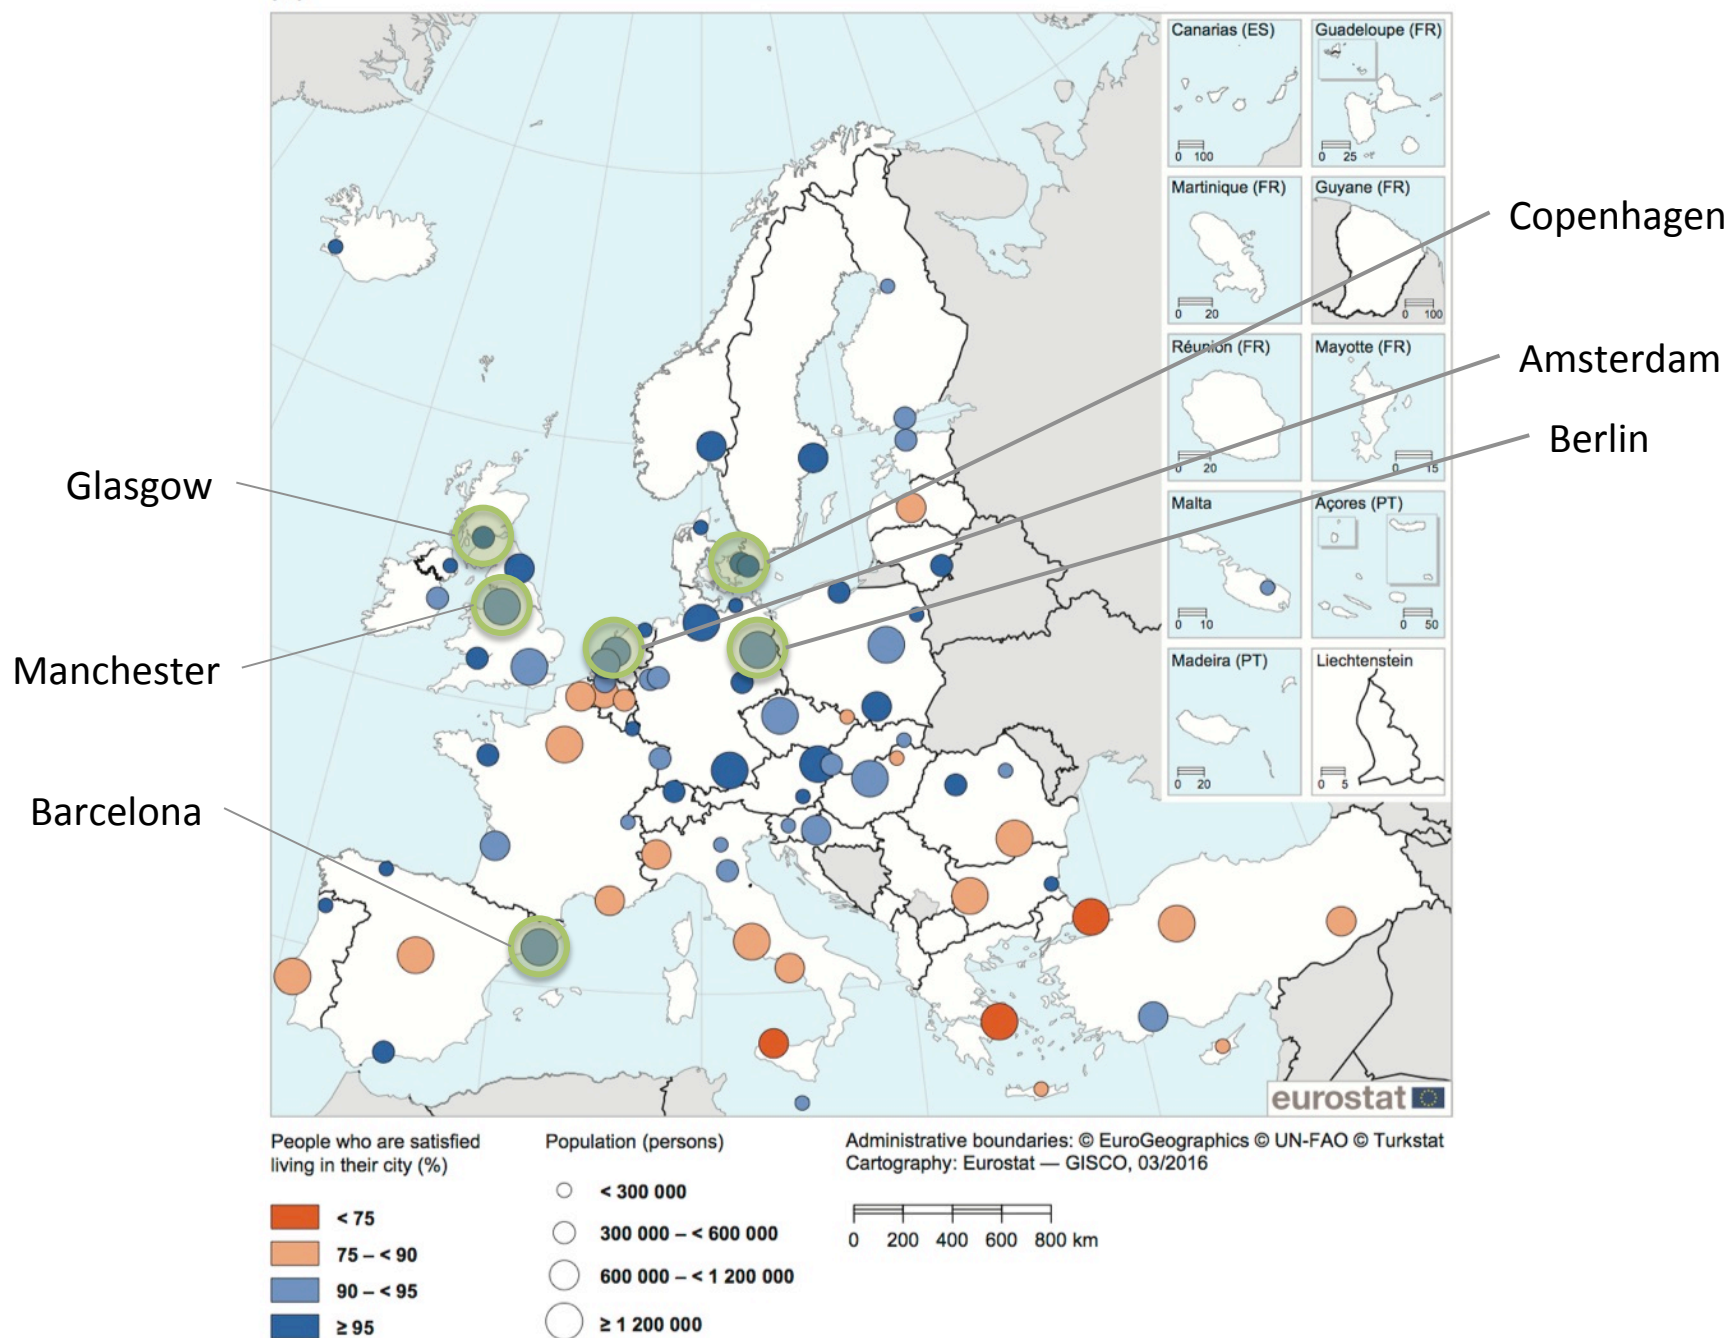 Canarias (ES)
0 100
Guadeloupe (FR)
0 25
Martinique (FR)
0 20
Guyane (FR)
0 100
Réunion (FR)
0 20
Mayotte (FR)
0 15
Malta
0 10
Açores (PT)
0 50
Madeira (PT)
0 20
Liechtenstein
0 5
Copenhagen
Amsterdam
Berlin
Glasgow
Manchester
Barcelona
eurostat
People who are satisfied
living in their city (%)
< 75
75 – < 90
90 – < 95
≥ 95
Population (persons)
< 300 000
300 000 – < 600 000
600 000 – < 1 200 000
≥ 1 200 000
Administrative boundaries: © EuroGeographics © UN-FAO © Turkstat
Cartography: Eurostat — GISCO, 03/2016
0 200 400 600 800 km